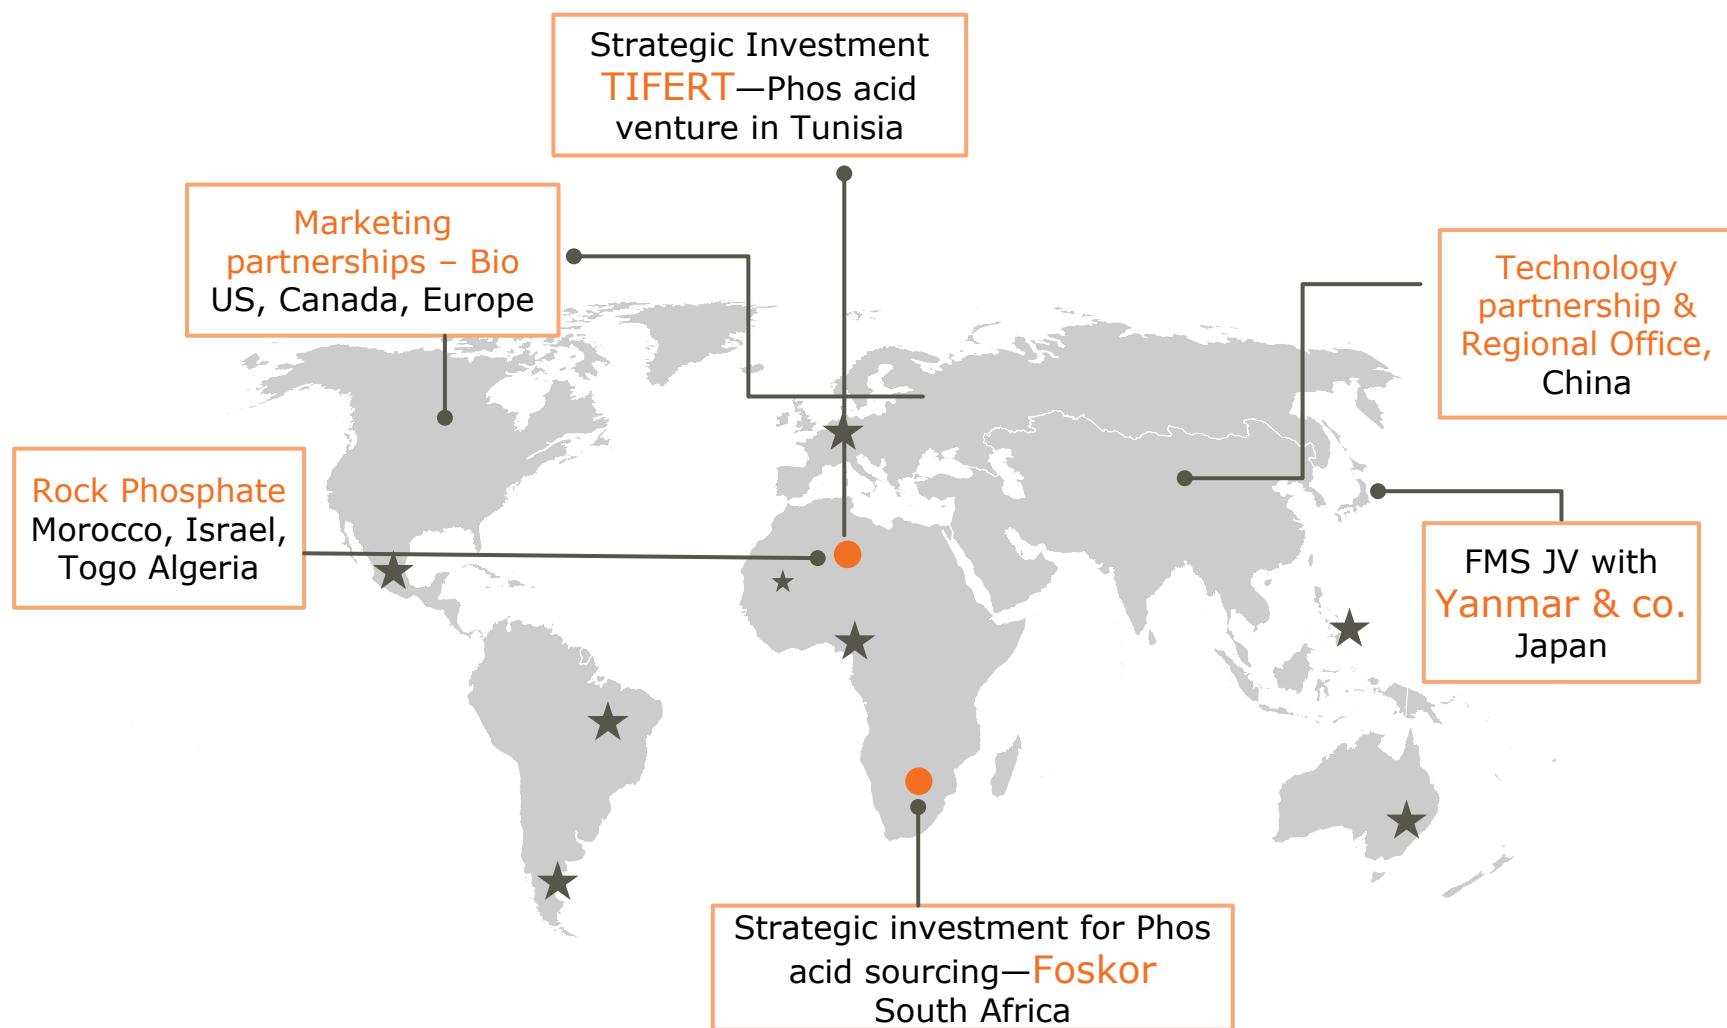 Strategic Investment
TIFERT—Phos acid
venture in Tunisia
Marketing
partnerships – Bio
US, Canada, Europe
Technology
partnership &
Regional Office,
China
Rock Phosphate
Morocco, Israel,
Togo Algeria
FMS JV with
Yanmar & co.
Japan
Strategic investment for Phos
acid sourcing—Foskor
South Africa